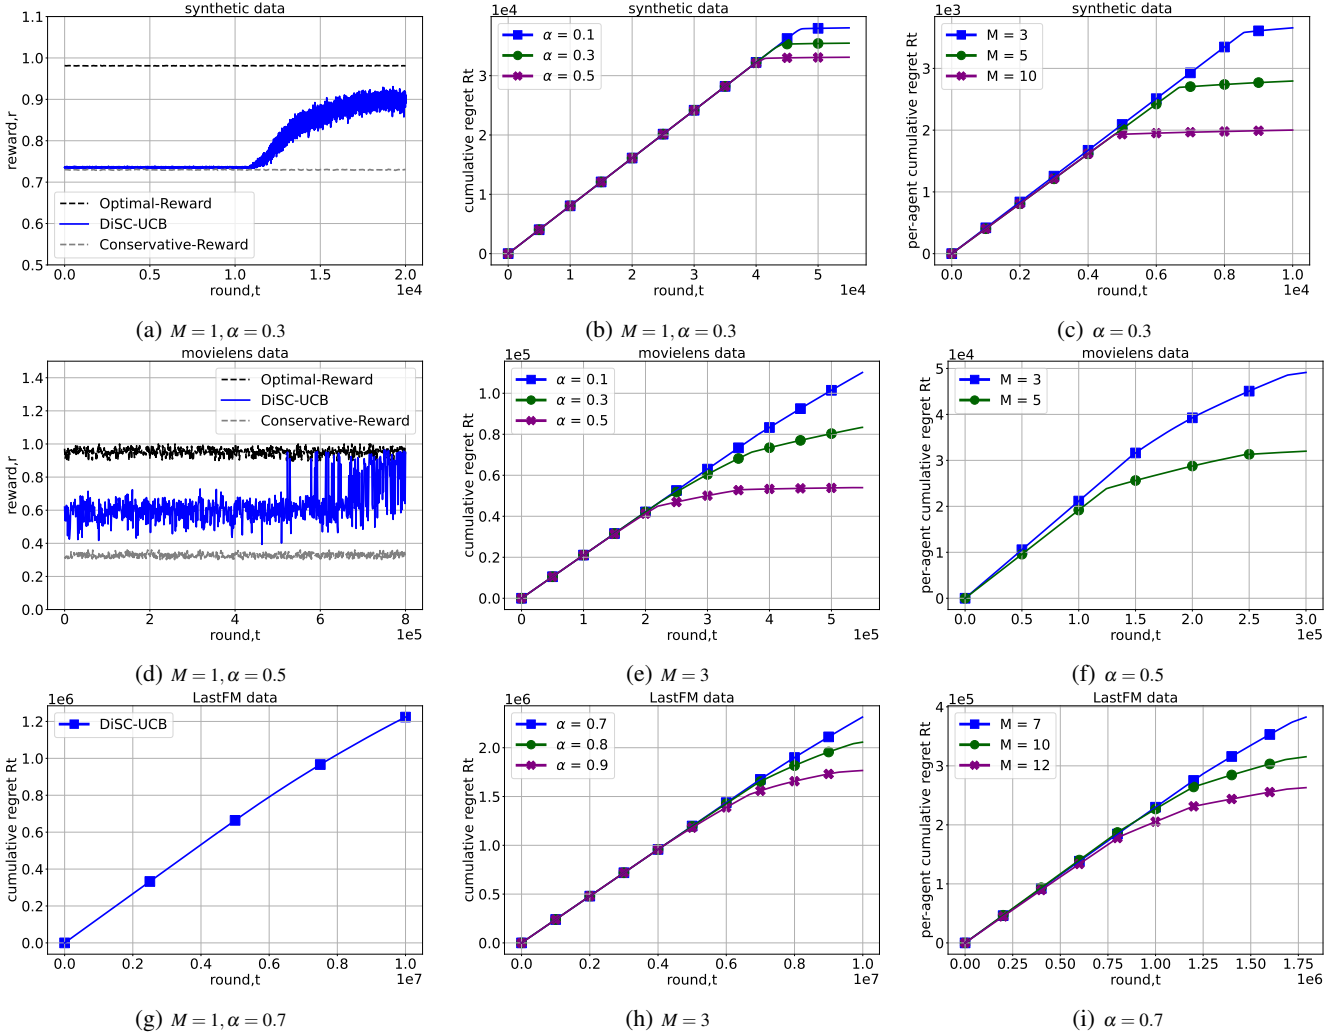 synthetic data
1.1
1.0
0.9
0.8
0.7
0.6
0.5
reward,r
Optimal-Reward
DiSC-UCB
Conservative-Reward
0.0 0.5 1.0 1.5 2.0
round,t
1e4
(a) M = 1, α = 0.3
synthetic data
1e4
3
2
1
0
cumulative regret Rt
α = 0.1
α = 0.3
α = 0.5
0 1 2 3 4 5
round,t
1e4
(b) M = 1, α = 0.3
synthetic data
1e3
3
2
1
0
per-agent cumulative regret Rt
M = 3
M = 5
M = 10
0.0 0.2 0.4 0.6 0.8 1.0
round,t
1e4
(c) α = 0.3
movielens data
1.4
1.2
1.0
0.8
0.6
0.4
0.2
0.0
reward,r
Optimal-Reward
DiSC-UCB
Conservative-Reward
0 2 4 6 8
round,t
1e5
(d) M = 1, α = 0.5
movielens data
1e5
1.0
0.8
0.6
0.4
0.2
0.0
cumulative regret Rt
α = 0.1
α = 0.3
α = 0.5
0 1 2 3 4 5
round,t
1e5
(e) M = 3
movielens data
1e4
5
4
3
2
1
0
per-agent cumulative regret Rt
M = 3
M = 5
0.0 0.5 1.0 1.5 2.0 2.5 3.0
round,t
1e5
(f) α = 0.5
LastFM data
1e6
1.2
1.0
0.8
0.6
0.4
0.2
0.0
cumulative regret Rt
DiSC-UCB
0.0 0.2 0.4 0.6 0.8 1.0
round,t
1e7
(g) M = 1, α = 0.7
LastFM data
1e6
2.0
1.5
1.0
0.5
0.0
cumulative regret Rt
α = 0.7
α = 0.8
α = 0.9
0.0 0.2 0.4 0.6 0.8 1.0
round,t
1e7
(h) M = 3
LastFM data
1e5
4
3
2
1
0
per-agent cumulative regret Rt
M = 7
M = 10
M = 12
0.00 0.25 0.50 0.75 1.00 1.25 1.50 1.75
round,t
1e6
(i) α = 0.7